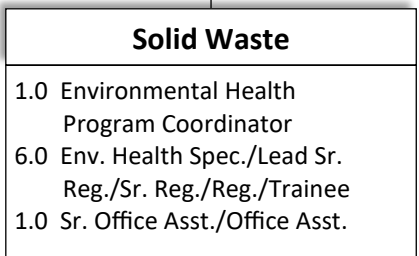 Solid Waste
1.0 Environmental Health
Program Coordinator
6.0 Env. Health Spec./Lead Sr.
Reg./Sr. Reg./Reg./Trainee
1.0 Sr. Office Asst./Office Asst.